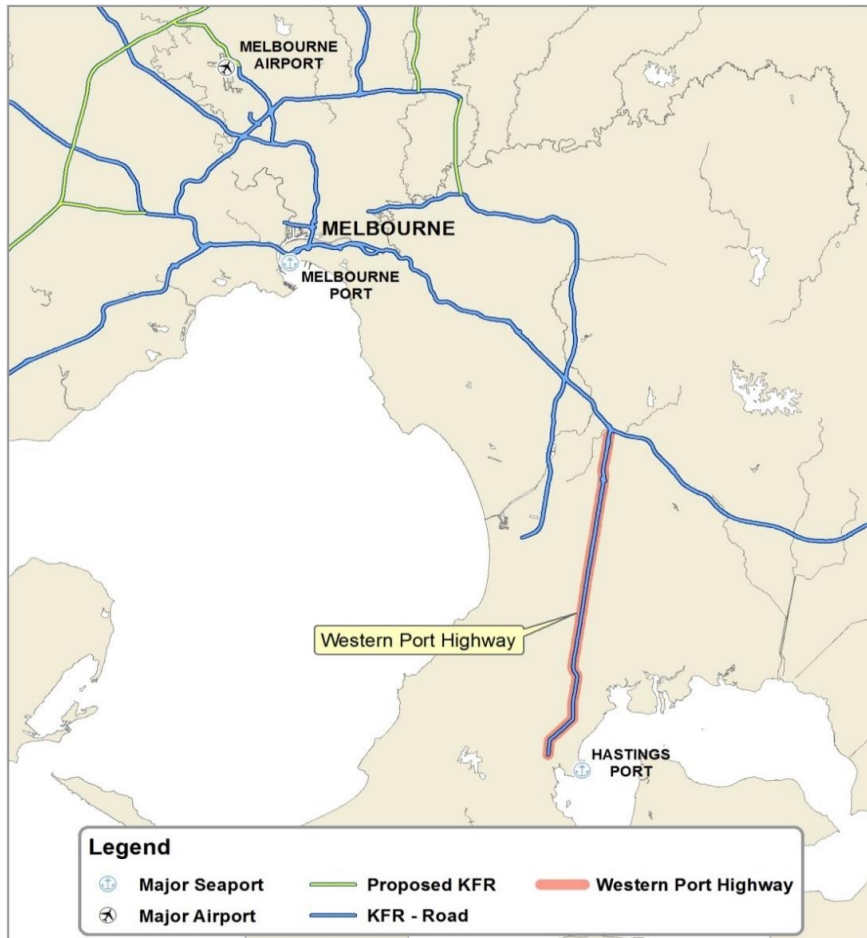 MELBOURNE
AIRPORT
MELBOURNE
MELBOURNE
PORT
Western Port Highway
HASTINGS
PORT
Legend
Major Seaport
Proposed KFR
Western Port Highway
Major Airport
KFR - Road